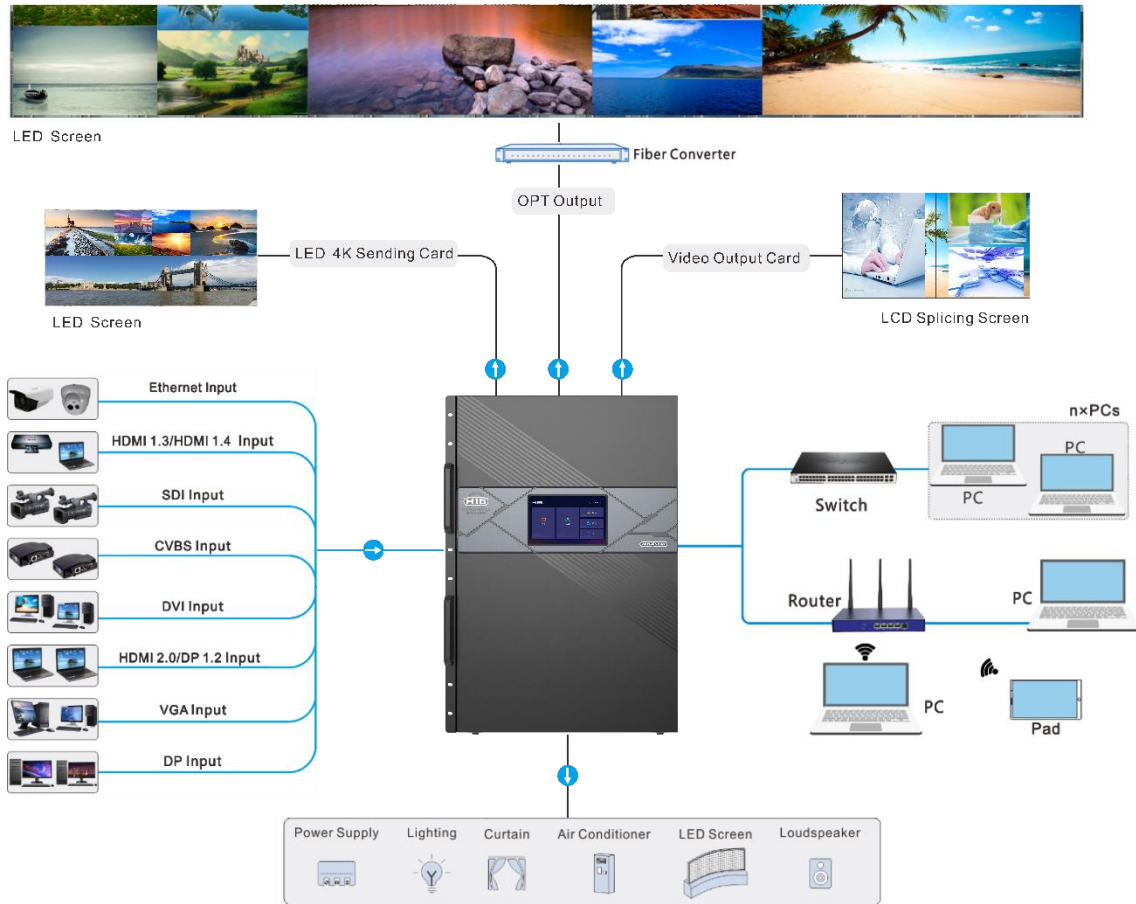 LED Screen
Fiber Converter
OPT Output
LED 4K Sending Card
Video Output Card
LED Screen
LCD Splicing Screen
Ethernet Input
HDMI 1.3/HDMI 1.4 Input
SDI Input
CVBS Input
DVI Input
HDMI 2.0/DP 1.2 Input
VGA Input
DP Input
n×PCs
PC
PC
Switch
Router
PC
PC
Pad
Power Supply
Lighting
Curtain
Air Conditioner
LED Screen
Loudspeaker